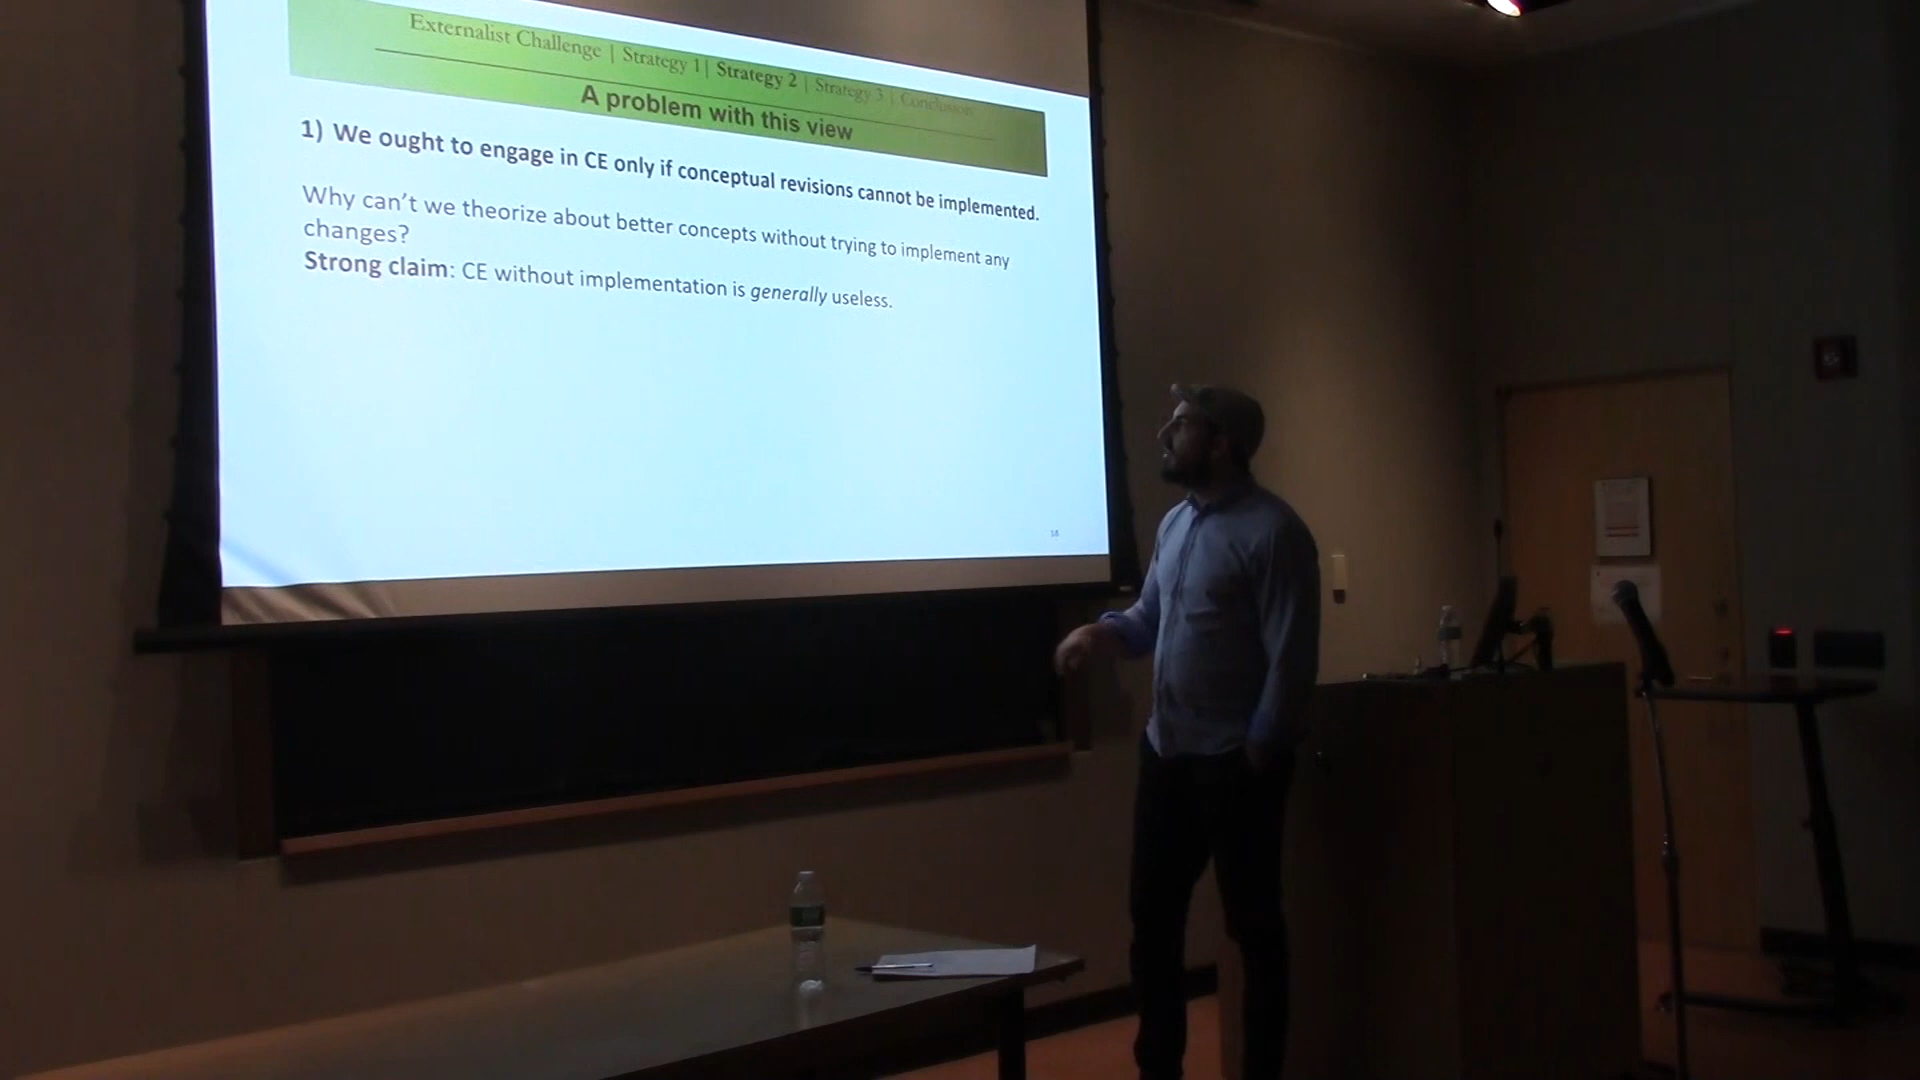 Externalist Challenge | Strategy 1| Strategy 2 | Strategy 3 | Conclusion
A problem with this view
1) We ought to engage in CE only if conceptual revisions cannot be implemented.
Why can't we theorize about better concepts without trying to implement any
changes?
Strong claim: CE without implementation is generally useless.
18